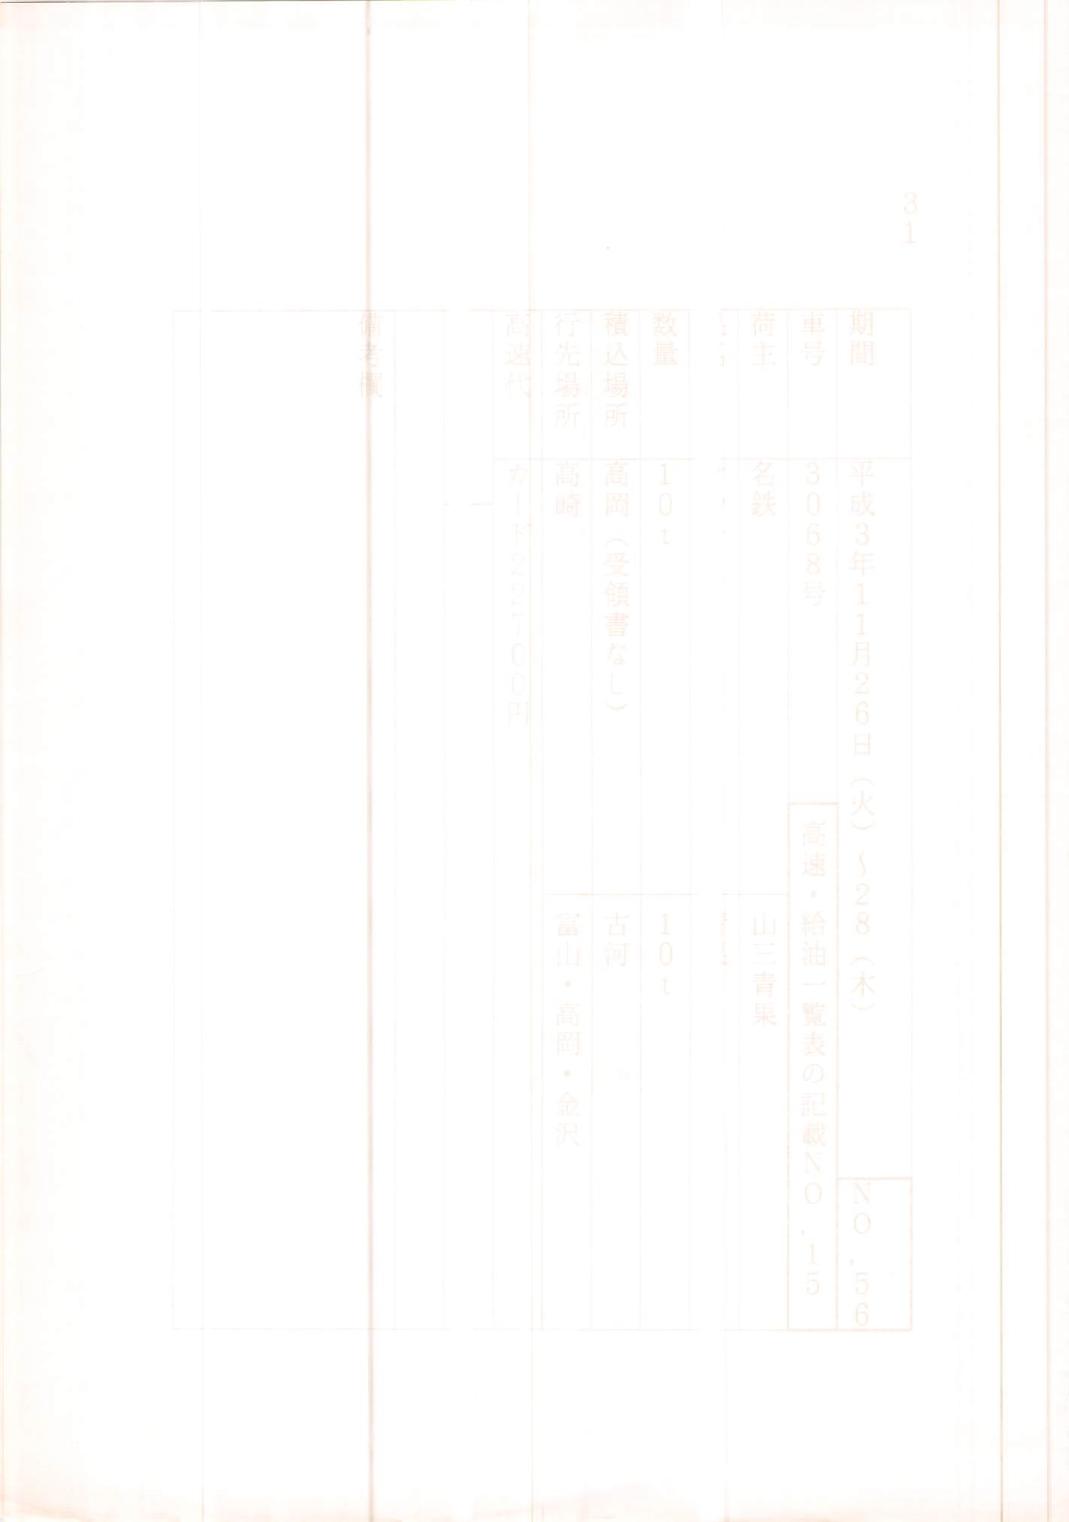 31
期間 平成3年11月26日(火)~28(木) NO.56
車号 3068号 高速・給油一覧表の記載NO.15
荷主 名鉄 山三青果
数量 10t 10t
積込場所 高岡(受領書なし) 古河
行先場所 高崎 富山・高岡・金沢
高速代 カード22700円
備考欄